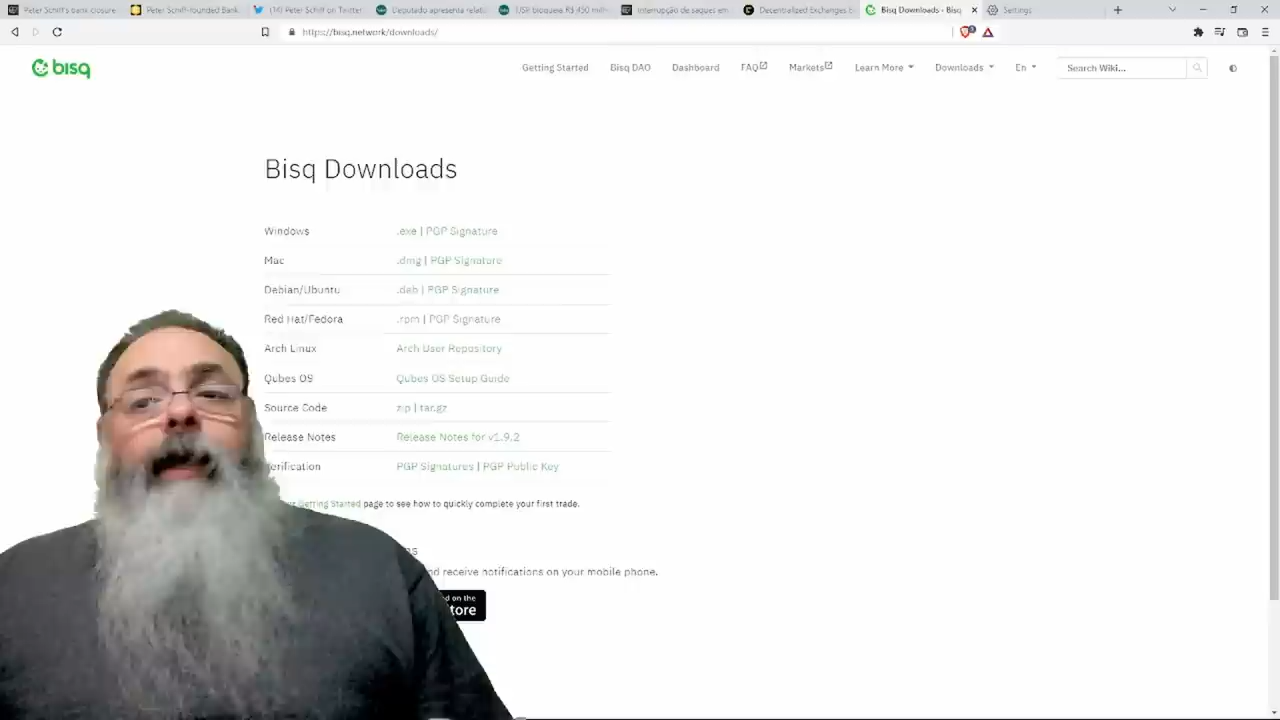 Peter Schiff's bank closure
Peter Schiff-founded Bank
(14) Peter Schiff on Twitter
Deputado apresenta relató
USP bloqueia R$ 450 milh
Interrupção de saques em
Decentralized Exchanges
Bisq Downloads - Bisq
Settings
https://bisq.network/downloads/
bisq
Getting Started
Bisq DAO
Dashboard
FAQ
Markets
Learn More
Downloads
En
Search Wiki...
Bisq Downloads
Windows .exe | PGP Signature
Mac .dmg | PGP Signature
Debian/Ubuntu .deb | PGP Signature
Red Hat/Fedora .rpm | PGP Signature
Arch Linux Arch User Repository
Qubes OS Qubes OS Setup Guide
Source Code zip | tar.gz
Release Notes Release Notes for v1.9.2
erification PGP Signatures | PGP Public Key
Getting Started page to see how to quickly complete your first trade.
ns
nd receive notifications on your mobile phone.
d on the
tore